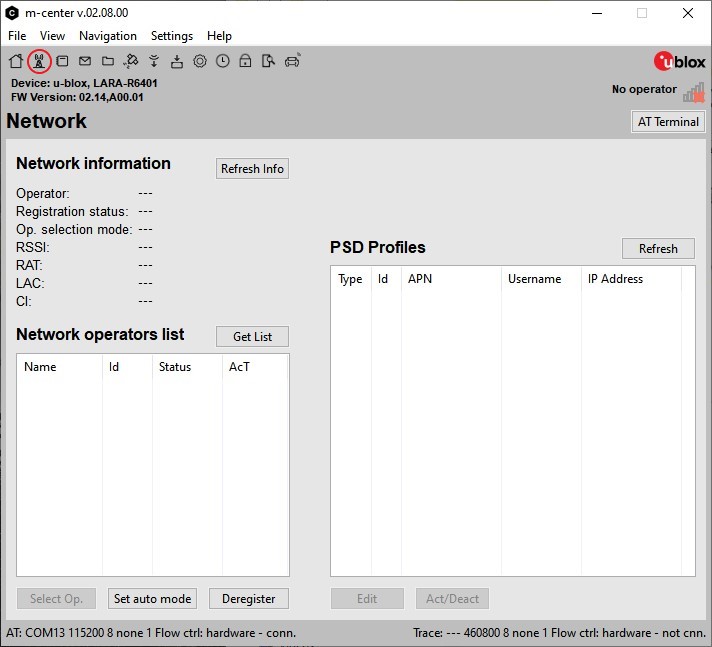 m-center v.02.08.00
File View Navigation Settings Help
Device: u-blox, LARA-R6401
FW Version: 02.14,A00.01
ublox
No operator
Network
AT Terminal
Network information
Refresh Info
Operator: ---
Registration status: ---
Op. selection mode: ---
RSSI: ---
RAT: ---
LAC: ---
CI: ---
PSD Profiles
Refresh
Type Id APN Username IP Address
Network operators list
Get List
Name Id Status AcT
Select Op. Set auto mode Deregister
Edit Act/Deact
AT: COM13 115200 8 none 1 Flow ctrl: hardware - conn.
Trace: --- 460800 8 none 1 Flow ctrl: hardware - not cnn.